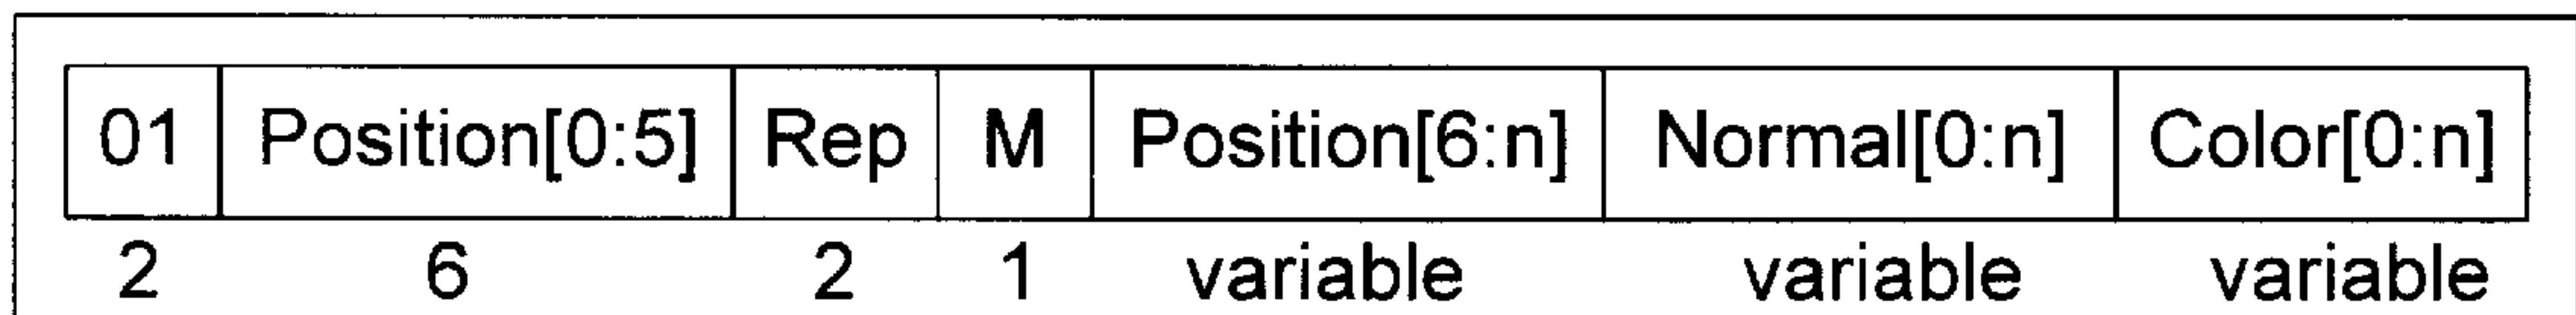 01 Position[0:5] Rep M Position[6:n] Normal[0:n] Color[0:n]
2 6 2 1 variable variable variable